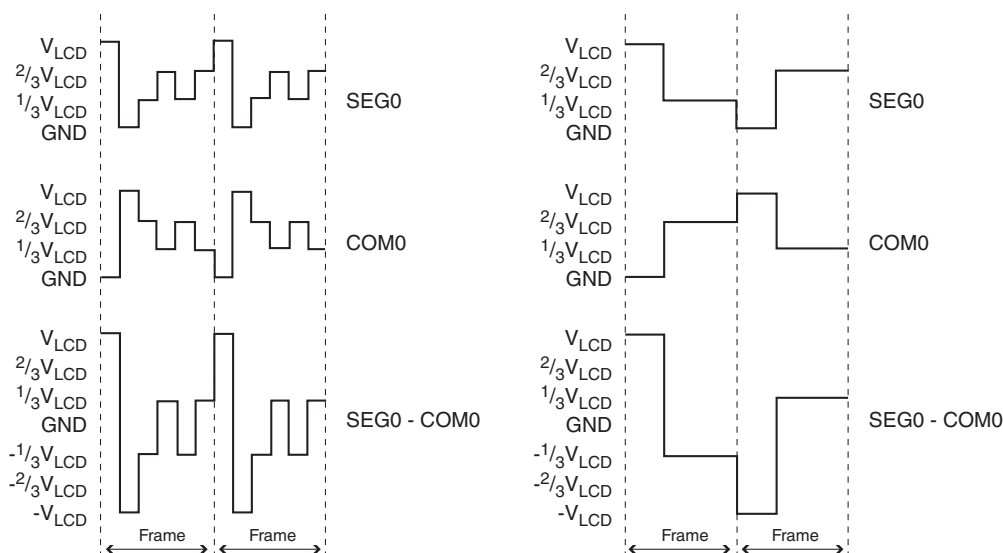 VLCD
2/3VLCD
1/3VLCD
GND
SEG0
VLCD
2/3VLCD
1/3VLCD
GND
COM0
VLCD
2/3VLCD
1/3VLCD
GND
-1/3VLCD
-2/3VLCD
-VLCD
SEG0 - COM0
Frame Frame
VLCD
2/3VLCD
1/3VLCD
GND
SEG0
VLCD
2/3VLCD
1/3VLCD
GND
COM0
VLCD
2/3VLCD
1/3VLCD
GND
-1/3VLCD
-2/3VLCD
-VLCD
SEG0 - COM0
Frame Frame